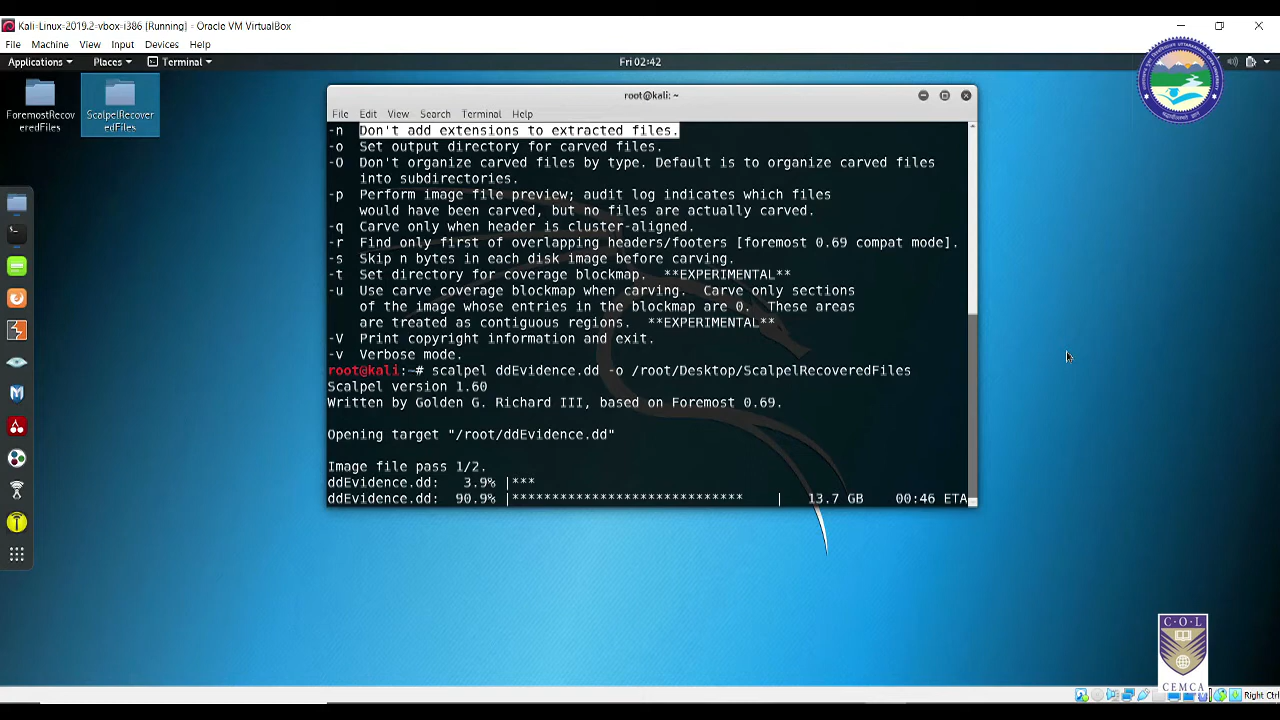 Kali-Linux-2019.2-vbox-i386 [Running] - Oracle VM VirtualBox
File Machine View Input Devices Help
Applications Places Terminal Fri 02:42
ForemostRecov
eredFiles
ScalpelRecover
edFiles
root@kali: ~
File Edit View Search Terminal Help
-n Don't add extensions to extracted files.
-o Set output directory for carved files.
-O Don't organize carved files by type. Default is to organize carved files
into subdirectories.
-p Perform image file preview; audit log indicates which files
would have been carved, but no files are actually carved.
-q Carve only when header is cluster-aligned.
-r Find only first of overlapping headers/footers [foremost 0.69 compat mode].
-s Skip n bytes in each disk image before carving.
-t Set directory for coverage blockmap. **EXPERIMENTAL**
-u Use carve coverage blockmap when carving. Carve only sections
of the image whose entries in the blockmap are 0. These areas
are treated as contiguous regions. **EXPERIMENTAL**
-V Print copyright information and exit.
-v Verbose mode.
root@kali:~# scalpel ddEvidence.dd -o /root/Desktop/ScalpelRecoveredFiles
Scalpel version 1.60
Written by Golden G. Richard III, based on Foremost 0.69.
Opening target "/root/ddEvidence.dd"
Image file pass 1/2.
ddEvidence.dd: 3.9% |***
ddEvidence.dd: 90.9% |***************************** | 13.7 GB 00:46 ETA
C·O·L
CEMCA
Right Ctrl